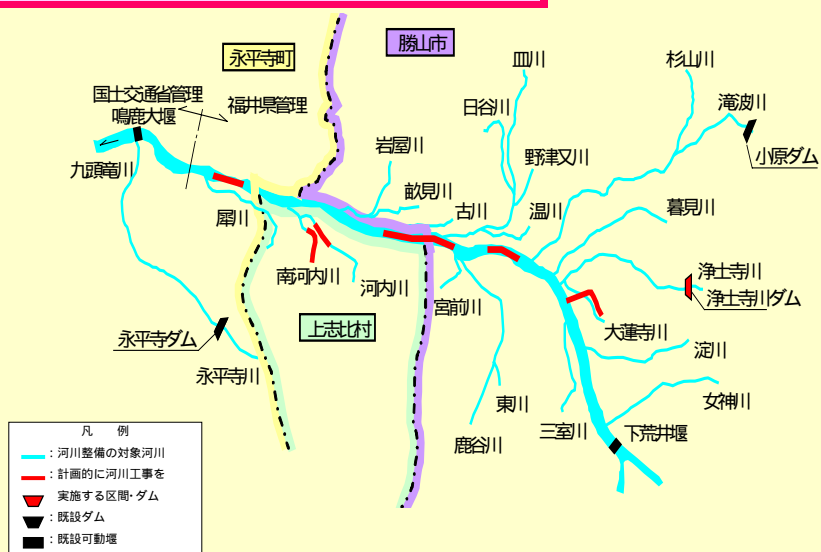 勝山市
永平寺町
皿川
杉山川
国土交通省管理
福井県管理
日谷川
滝波川
鳴鹿大堰
岩屋川
野津又川
小原ダム
九頭竜川
畝見川
古川
温川
暮見川
犀川
浄土寺川
南河内川
河内川
宮前川
浄土寺川ダム
上志比村
大蓮寺川
永平寺ダム
淀川
永平寺川
東川
女神川
三室川
下荒井堰
鹿谷川
凡 例
:河川整備の対象河川
:計画的に河川工事を
実施する区間・ダム
:既設ダム
:既設可動堰